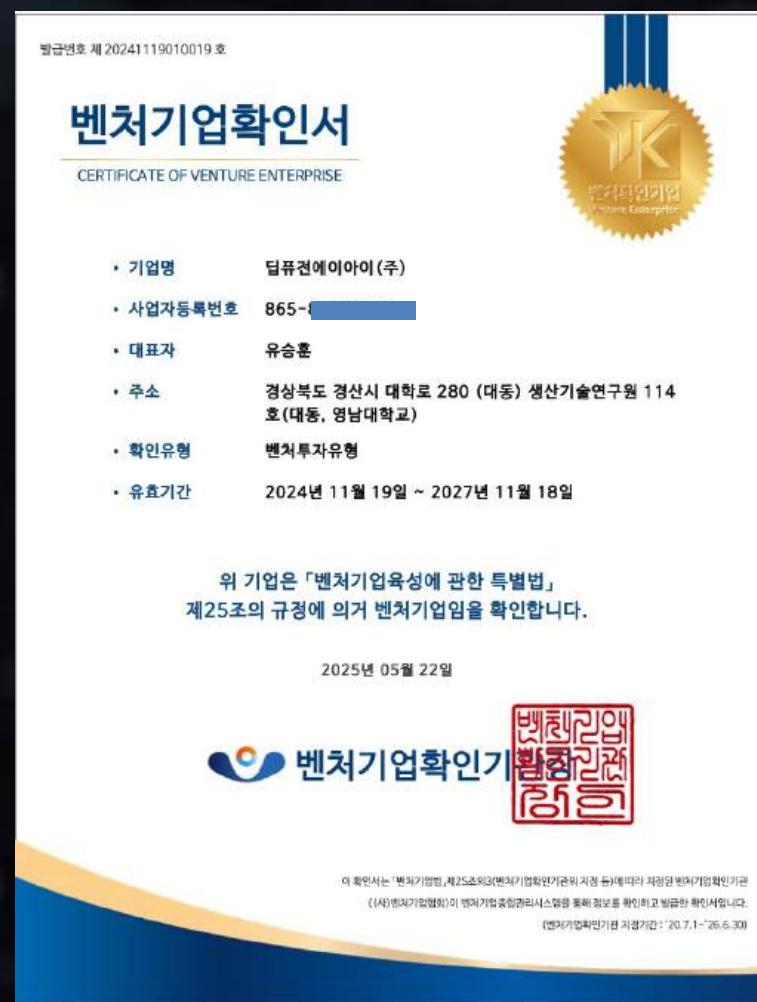 발급번호 제 20241119010019 호
벤처기업확인서
CERTIFICATE OF VENTURE ENTERPRISE
벤처확인기업
Venture Enterprise
• 기업명 딥퓨전에이아이(주)
• 사업자등록번호 865-
• 대표자 유승훈
• 주소 경상북도 경산시 대학로 280 (대동) 생산기술연구원 114
호(대동, 영남대학교)
• 확인유형 벤처투자유형
• 유효기간 2024년 11월 19일 ~ 2027년 11월 18일
위 기업은 「벤처기업육성에 관한 특별법」
제25조의 규정에 의거 벤처기업임을 확인합니다.
2025년 05월 22일
벤처기업확인기관장
이 확인서는 「벤처기업법」제25조의3(벤처기업확인기관의 지정 등)에 따라 지정된 벤처기업확인기관
((사)벤처기업협회)이 벤처기업종합관리시스템을 통해 정보를 확인하고 발급한 확인서입니다.
(벤처기업확인기관 지정기간 : '20.7.1~'26.6.30)